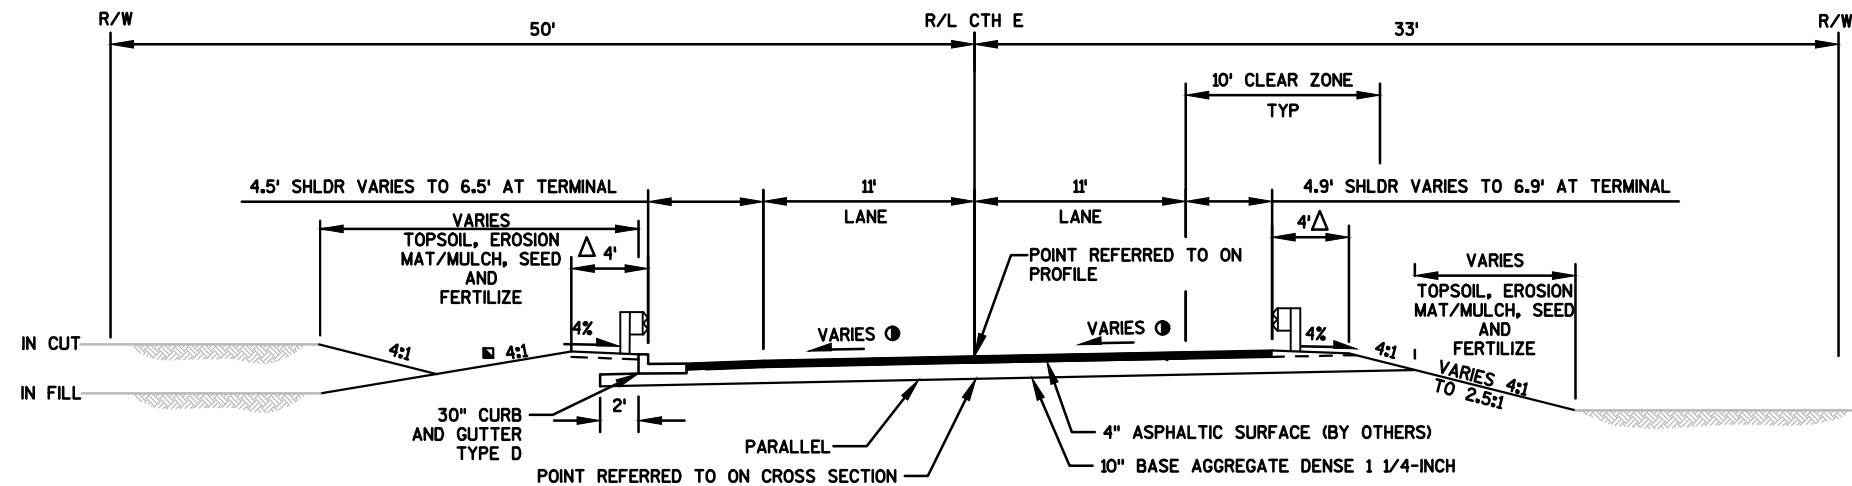 R/W
R/L CTH E
R/W
50'
33'
10' CLEAR ZONE
TYP
4.5' SHLDR VARIES TO 6.5' AT TERMINAL
11'
LANE
11'
LANE
4.9' SHLDR VARIES TO 6.9' AT TERMINAL
VARIES
TOPSOIL, EROSION
MAT/MULCH, SEED
AND
FERTILIZE
Δ 4'
4'Δ
POINT REFERRED TO ON
PROFILE
VARIES
TOPSOIL, EROSION
MAT/MULCH, SEED
AND
FERTILIZE
4%
VARIES
VARIES
4%
IN CUT
4:1
4:1
4:1
IN FILL
VARIES 4:1
TO 2.5:1
2'
30" CURB
AND GUTTER
TYPE D
PARALLEL
4" ASPHALTIC SURFACE (BY OTHERS)
POINT REFERRED TO ON CROSS SECTION
10" BASE AGGREGATE DENSE 1 1/4-INCH